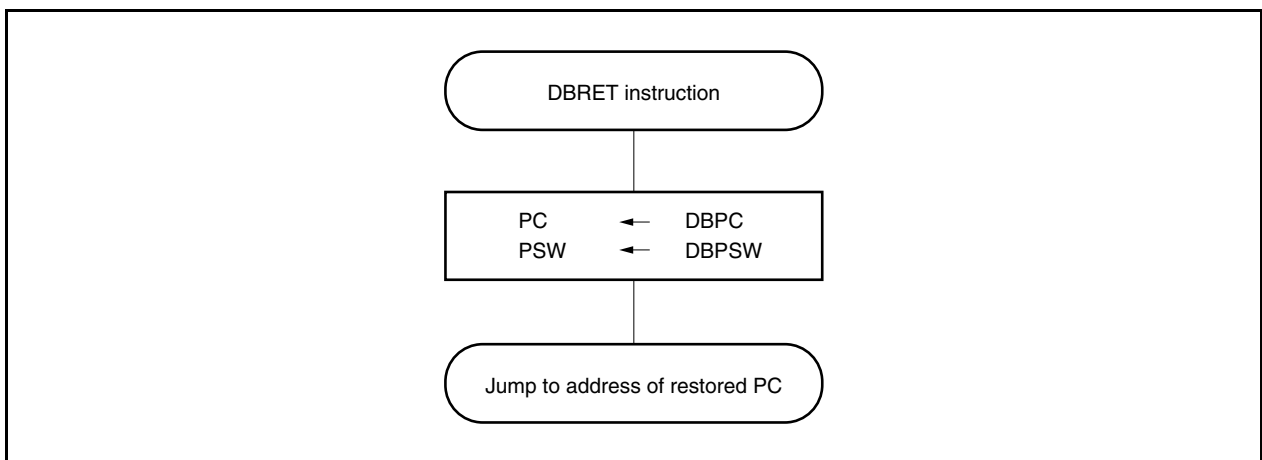 DBRET instruction
PC ← DBPC
PSW ← DBPSW
Jump to address of restored PC